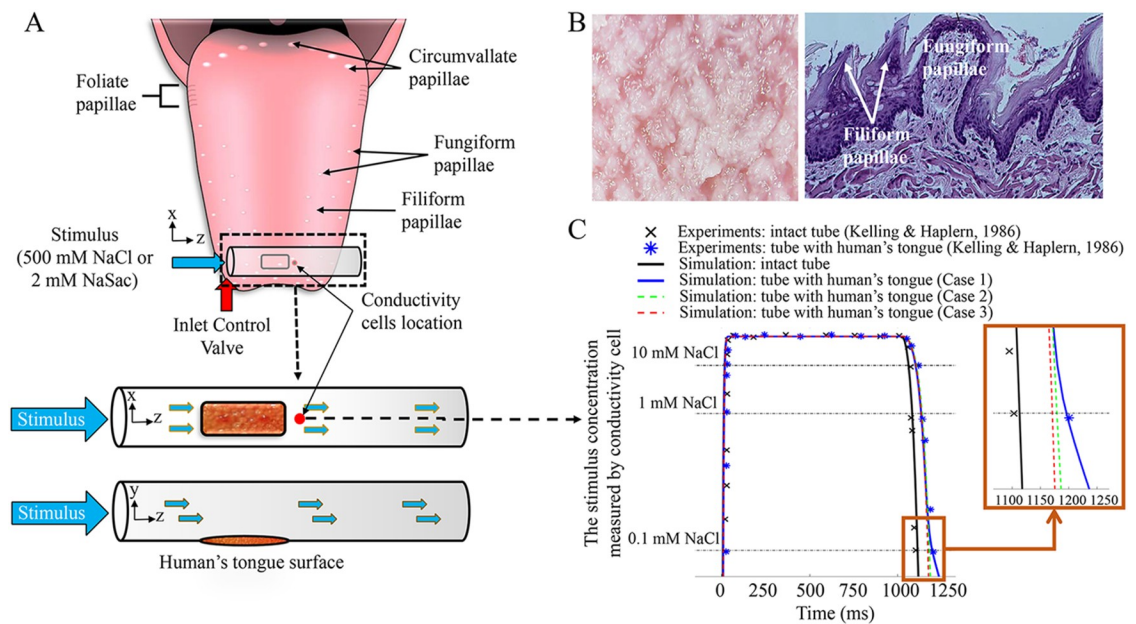 A
Circumvallate
papillae
Foliate
papillae
Fungiform
papillae
Filiform
papillae
x
z
Stimulus
(500 mM NaCl or
2 mM NaSac)
Inlet Control
Valve
Conductivity
cells location
Stimulus
x
z
Stimulus
y
z
Human's tongue surface
B
Fungiform
papillae
Filiform
papillae
C
Experiments: intact tube (Kelling & Haplern, 1986)
Experiments: tube with human's tongue (Kelling & Haplern, 1986)
Simulation: intact tube
Simulation: tube with human's tongue (Case 1)
Simulation: tube with human's tongue (Case 2)
Simulation: tube with human's tongue (Case 3)
The stimulus concentration
measured by conductivity cell
10 mM NaCl
1 mM NaCl
0.1 mM NaCl
0 250 500 750 1000 1250
Time (ms)
1100 1150 1200 1250